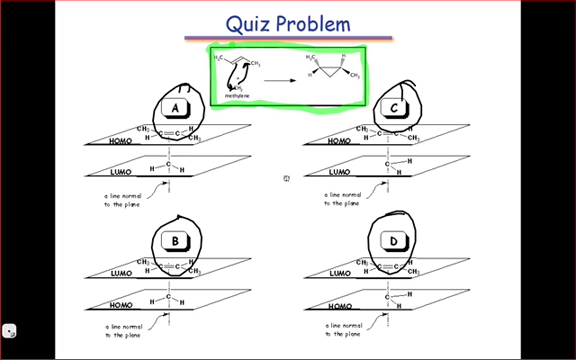 Quiz Problem
H₃C
CH₃
CH₂
methylene
H₃C
H
H
CH₃
A
CH₃
H
C
C
H
CH₃
HOMO
LUMO
H
C
H
a line normal
to the plane
C
CH₃
H
C
C
H
CH₃
HOMO
LUMO
C
H
H
a line normal
to the plane
B
CH₃
H
C
C
H
CH₃
LUMO
HOMO
H
C
H
a line normal
to the plane
D
CH₃
H
C
C
H
CH₃
LUMO
HOMO
C
H
H
a line normal
to the plane